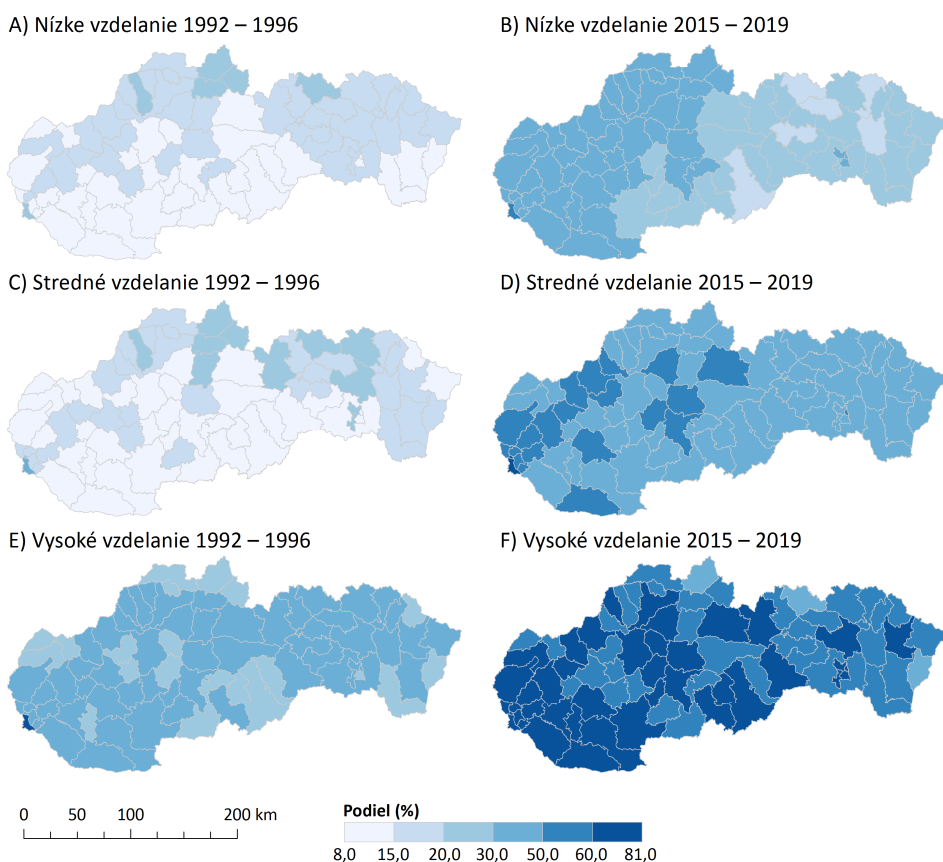 A) Nízke vzdelanie 1992 – 1996
B) Nízke vzdelanie 2015 – 2019
C) Stredné vzdelanie 1992 – 1996
D) Stredné vzdelanie 2015 – 2019
E) Vysoké vzdelanie 1992 – 1996
F) Vysoké vzdelanie 2015 – 2019
0 50 100 200 km
Podiel (%)
8,0 15,0 20,0 30,0 50,0 60,0 81,0